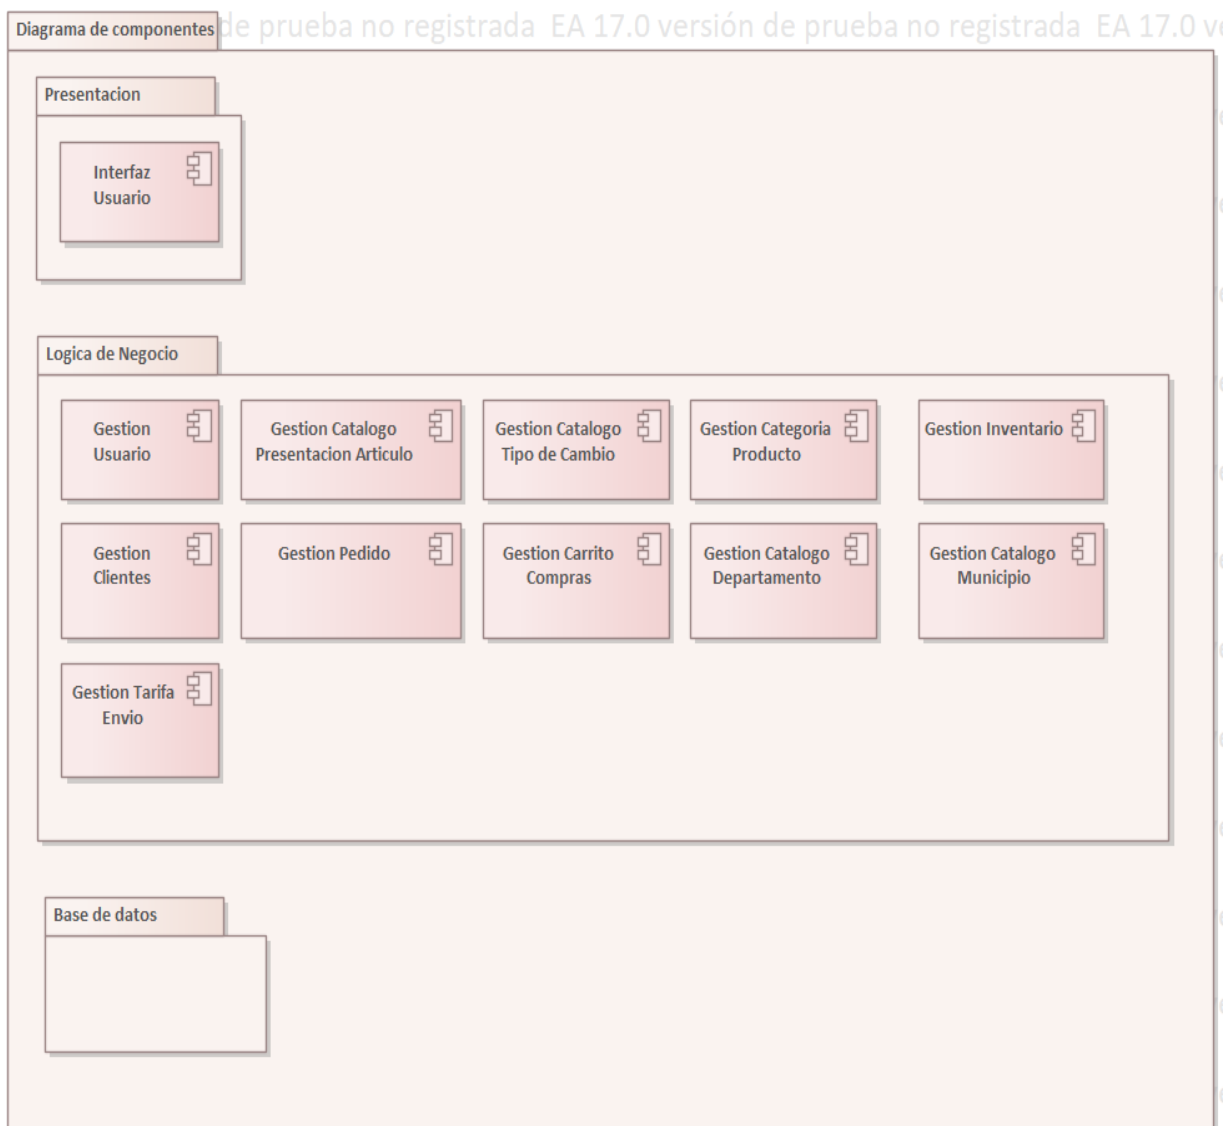 Diagrama de componentes
de prueba no registrada EA 17.0 versión de prueba no registrada EA 17.0 ve
Presentacion
Interfaz
Usuario
Logica de Negocio
Gestion
Usuario
Gestion Catalogo
Presentacion Articulo
Gestion Catalogo
Tipo de Cambio
Gestion Categoria
Producto
Gestion Inventario
Gestion
Clientes
Gestion Pedido
Gestion Carrito
Compras
Gestion Catalogo
Departamento
Gestion Catalogo
Municipio
Gestion Tarifa
Envio
Base de datos